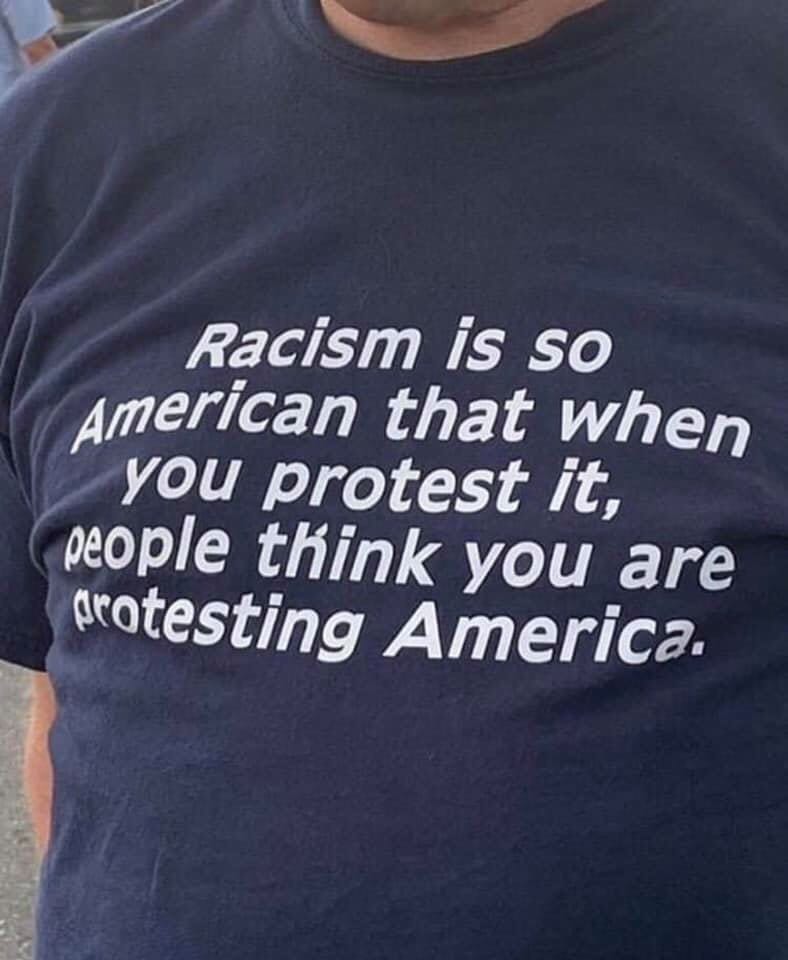 Racism is so
American that when
you protest it,
people think you are
protesting America.